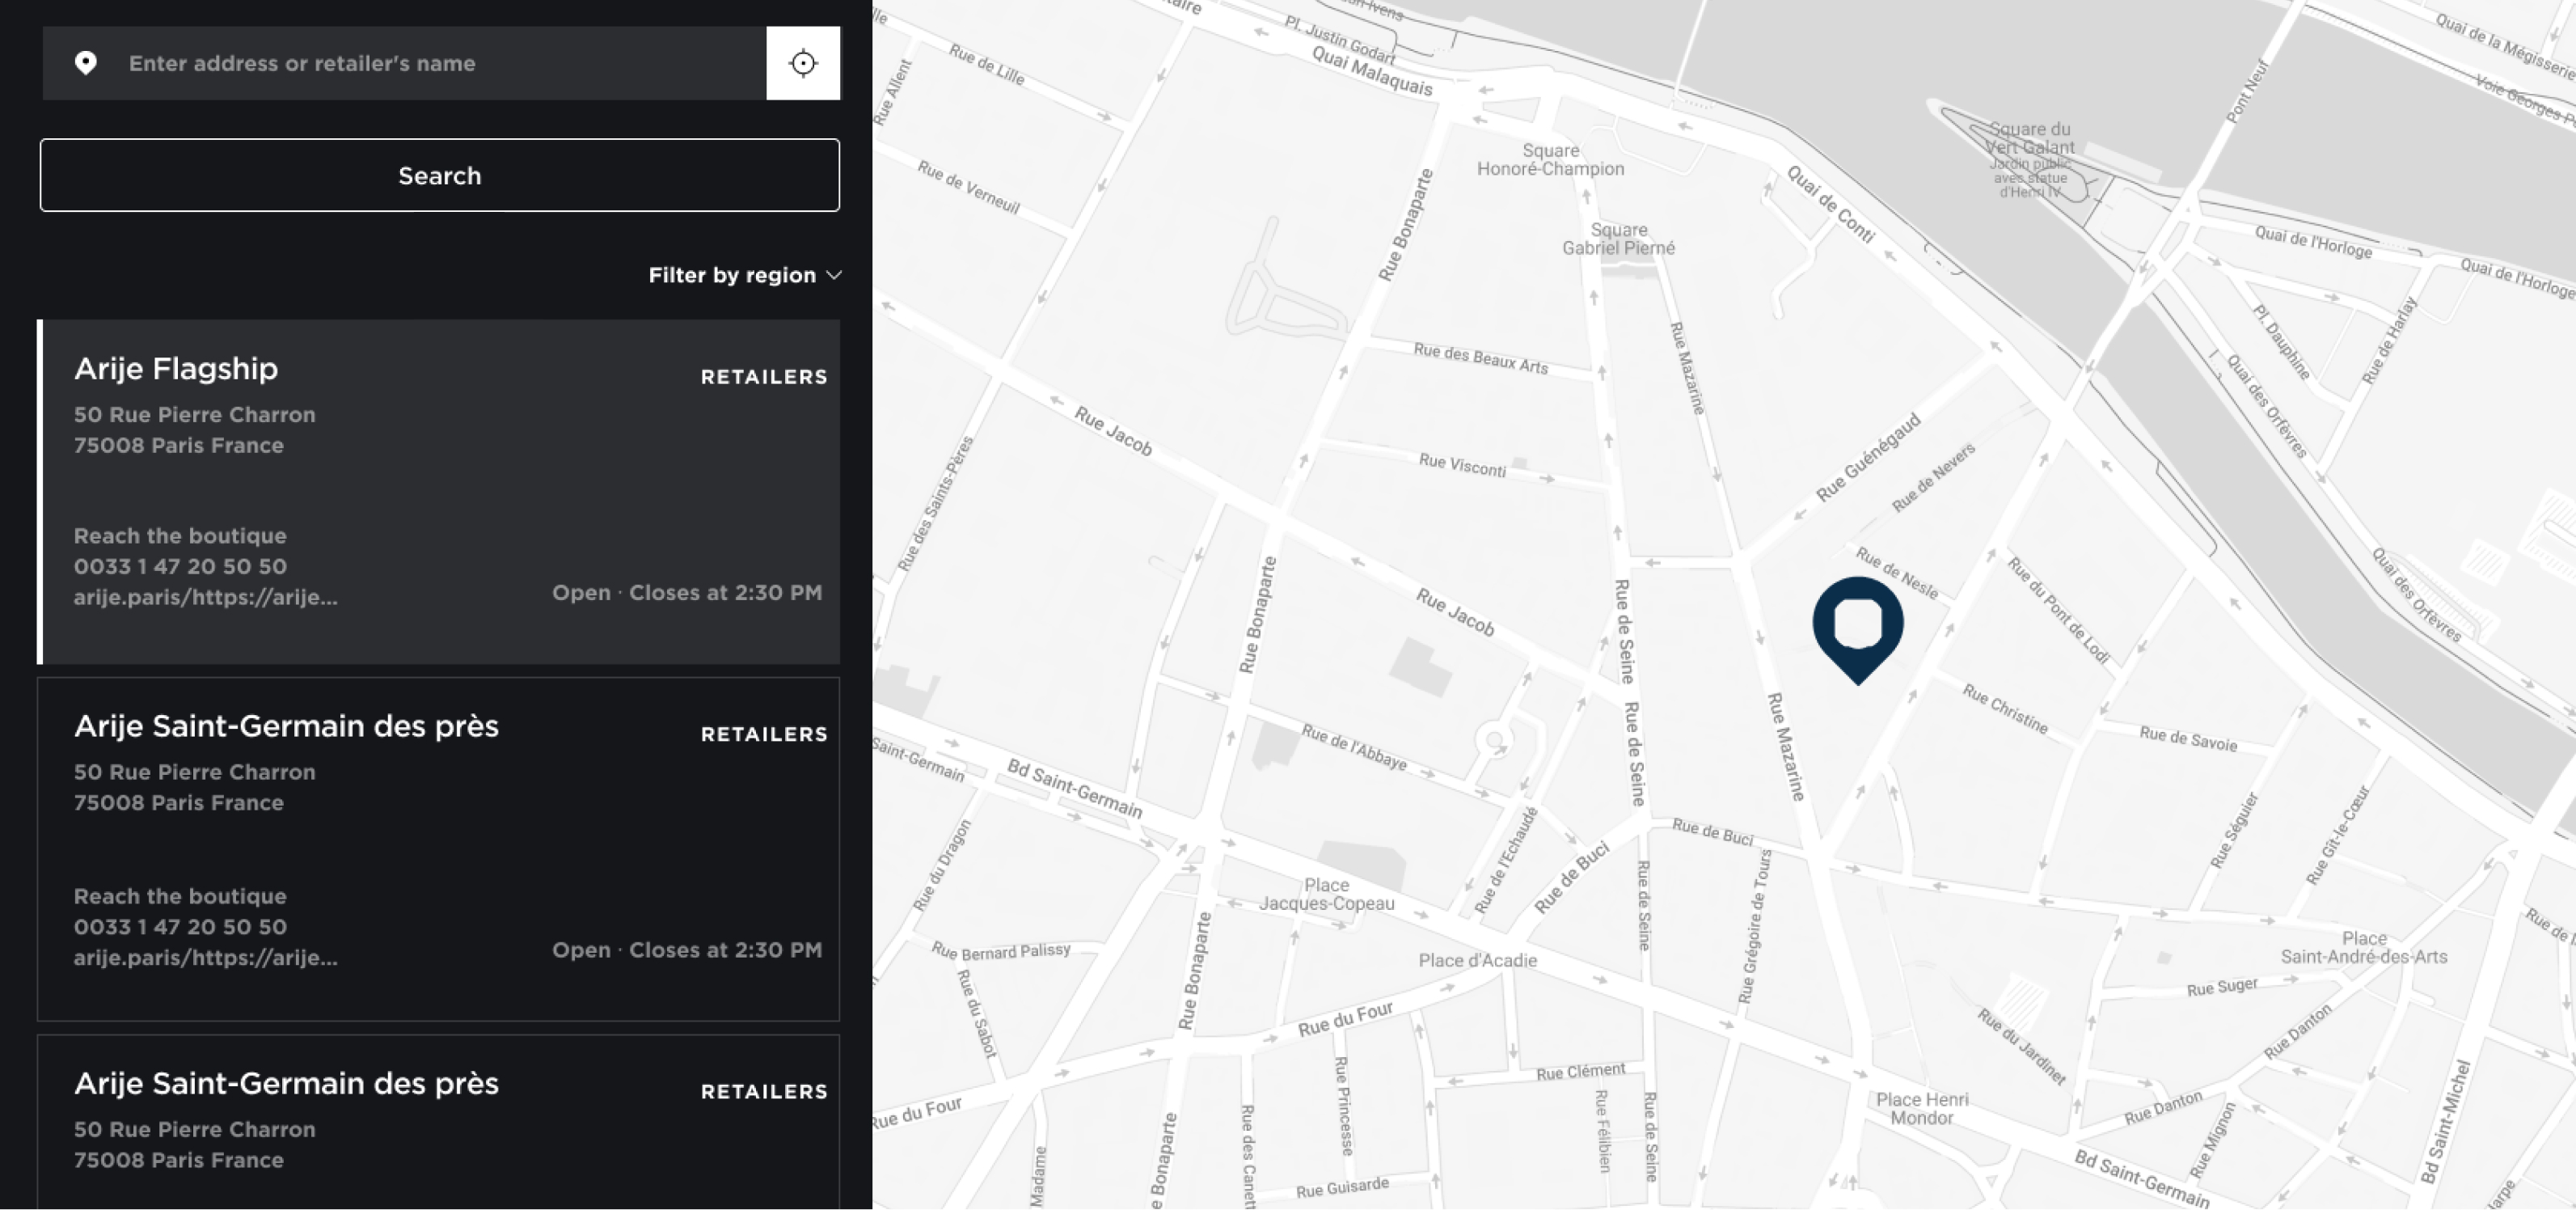 Enter address or retailer's name
Search
Filter by region
Arije Flagship
RETAILERS
50 Rue Pierre Charron
75008 Paris France
Reach the boutique
0033 1 47 20 50 50
arije.paris/https://arije...
Open · Closes at 2:30 PM
Arije Saint-Germain des près
RETAILERS
50 Rue Pierre Charron
75008 Paris France
Reach the boutique
0033 1 47 20 50 50
arije.paris/https://arije...
Open · Closes at 2:30 PM
Arije Saint-Germain des près
RETAILERS
50 Rue Pierre Charron
75008 Paris France
Pl. Justin Godart
Quai Malaquais
Quai de la Mégisserie
Rue de Lille
Rue Allent
Pont Neuf
Square du
Vert Galant
Jardin public
avec statue
d'Henri IV
Square
Honoré-Champion
Rue de Verneuil
Rue Bonaparte
Quai de Conti
Square
Gabriel Pierné
Quai de l'Horloge
Quai de l'Horloge
Rue des Beaux Arts
Rue Mazarine
Pl. Dauphine
Rue de Harlay
Quai des Orfèvres
Rue Jacob
Rue Visconti
Rue Guénégaud
Rue de Nevers
Rue des Saints-Pères
Rue de Nesle
Rue du Pont de Lodi
Quai des Orfèvres
Rue Bonaparte
Rue Jacob
Rue de Seine
Rue Mazarine
Rue Christine
Rue de Savoie
Rue de l'Abbaye
Rue de Seine
Saint-Germain
Bd Saint-Germain
Rue du Dragon
Rue de l'Echaudé
Rue de Buci
Rue de Buci
Rue Séguier
Rue Gît-le-Cœur
Place
Jacques-Copeau
Rue de Seine
Rue Grégoire de Tours
Rue Bernard Palissy
Place d'Acadie
Place
Saint-André-des-Arts
Rue du Sabot
Rue Bonaparte
Rue du Four
Rue Suger
Rue du Jardinet
Rue Danton
Rue Clément
Rue Princesse
Rue Félibien
Rue de Seine
Rue du Four
Place Henri
Mondor
Rue Danton
Rue Mignon
Bd Saint-Michel
Bd Saint-Germain
Rue Guisarde
Madame
Bonaparte